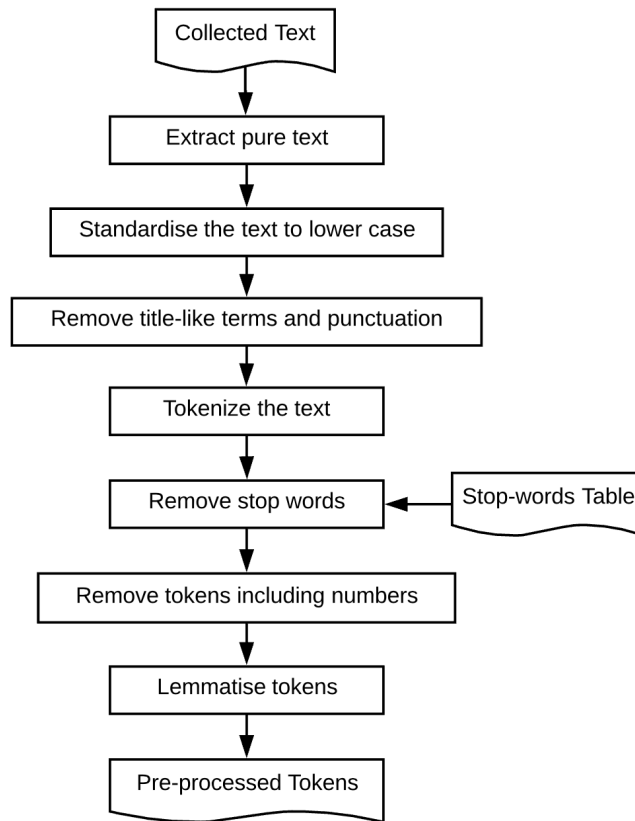 Collected Text
Extract pure text
Standardise the text to lower case
Remove title-like terms and punctuation
Tokenize the text
Remove stop words
Stop-words Table
Remove tokens including numbers
Lemmatise tokens
Pre-processed Tokens